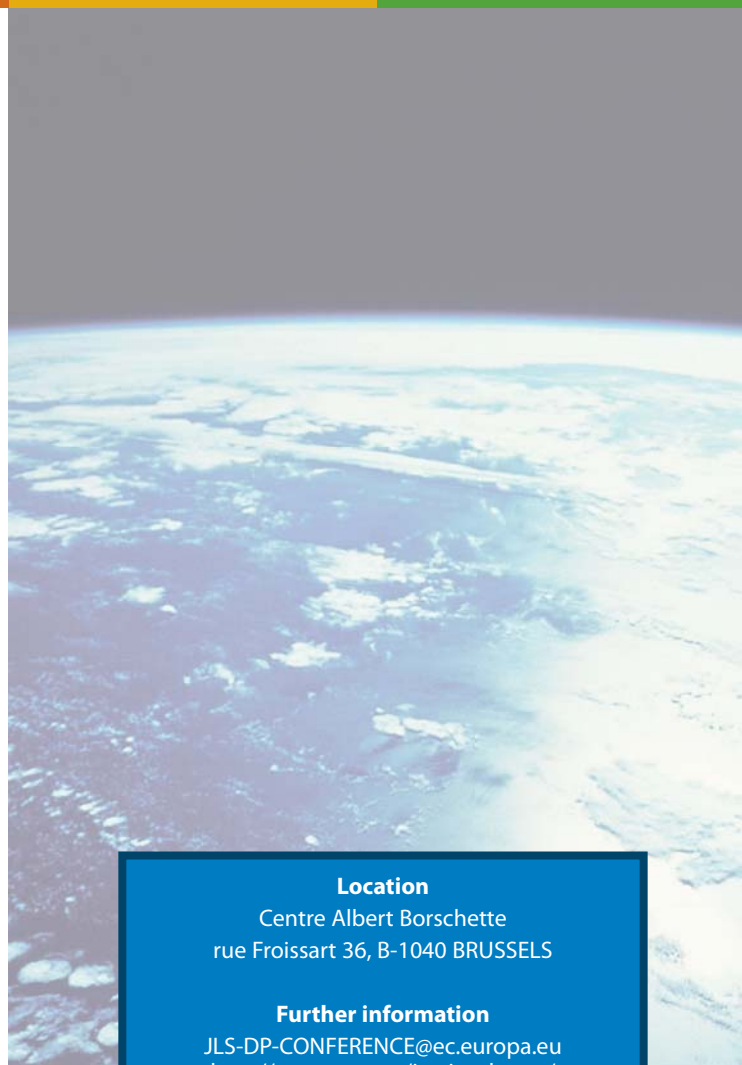 Location
Centre Albert Borschette
rue Froissart 36, B-1040 BRUSSELS
Further information
JLS-DP-CONFERENCE@ec.europa.eu